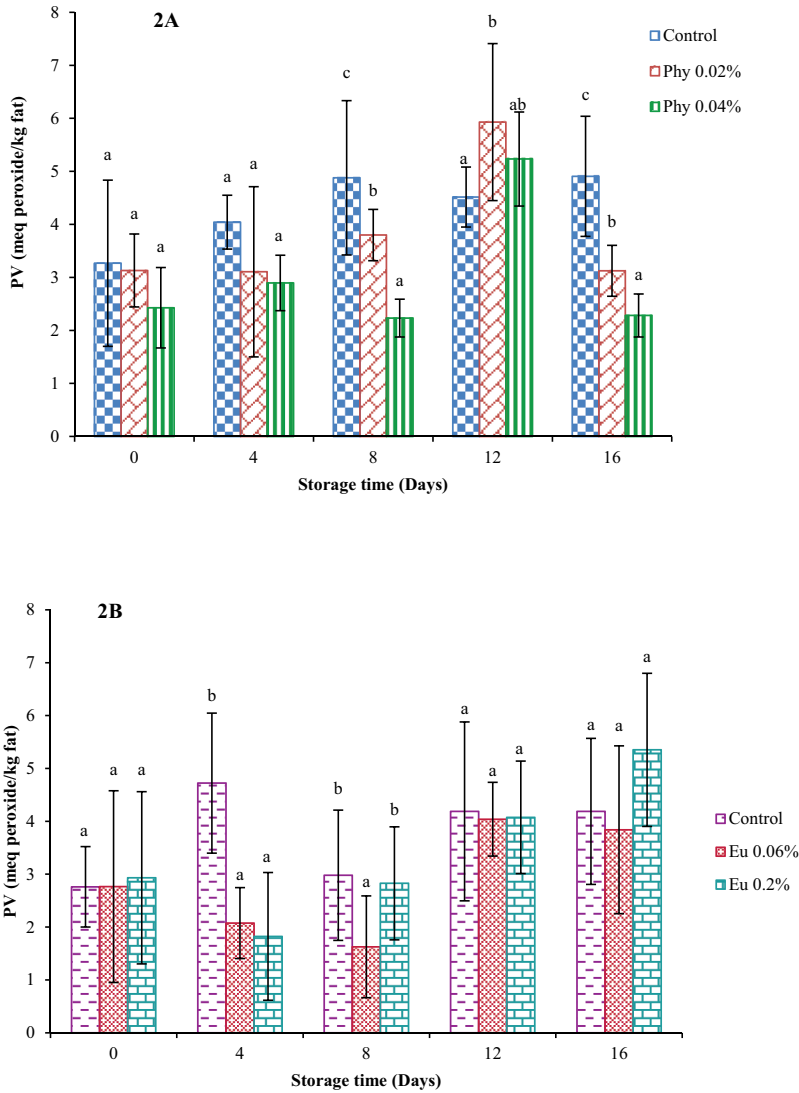 2A
PV (meq peroxide/kg fat)
8
7
6
5
4
3
2
1
0
a
a
a
a
a
a
c
b
a
a
b
ab
c
b
a
Control
Phy 0.02%
Phy 0.04%
0 4 8 12 16
Storage time (Days)
2B
PV (meq peroxide/kg fat)
8
7
6
5
4
3
2
1
0
a
a
a
b
a
a
b
a
b
a
a
a
a
a
a
Control
Eu 0.06%
Eu 0.2%
0 4 8 12 16
Storage time (Days)